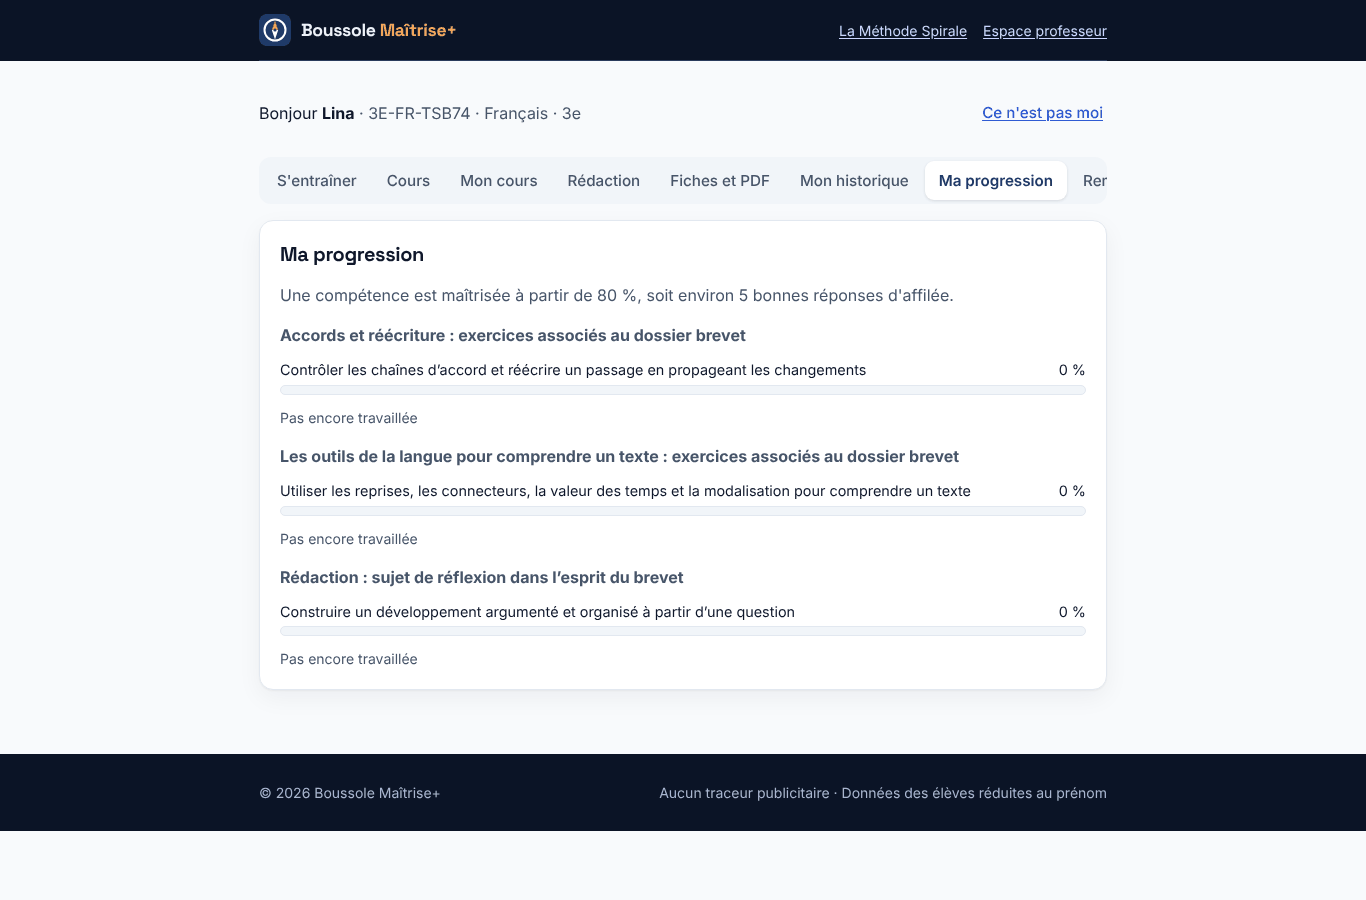 Boussole Maîtrise+
La Méthode Spirale
Espace professeur
Bonjour Lina · 3E-FR-TSB74 · Français · 3e
Ce n'est pas moi
S'entraîner
Cours
Mon cours
Rédaction
Fiches et PDF
Mon historique
Ma progression
Rer
Ma progression
Une compétence est maîtrisée à partir de 80 %, soit environ 5 bonnes réponses d'affilée.
Accords et réécriture : exercices associés au dossier brevet
Contrôler les chaînes d’accord et réécrire un passage en propageant les changements
0 %
Pas encore travaillée
Les outils de la langue pour comprendre un texte : exercices associés au dossier brevet
Utiliser les reprises, les connecteurs, la valeur des temps et la modalisation pour comprendre un texte
0 %
Pas encore travaillée
Rédaction : sujet de réflexion dans l’esprit du brevet
Construire un développement argumenté et organisé à partir d’une question
0 %
Pas encore travaillée
© 2026 Boussole Maîtrise+
Aucun traceur publicitaire · Données des élèves réduites au prénom